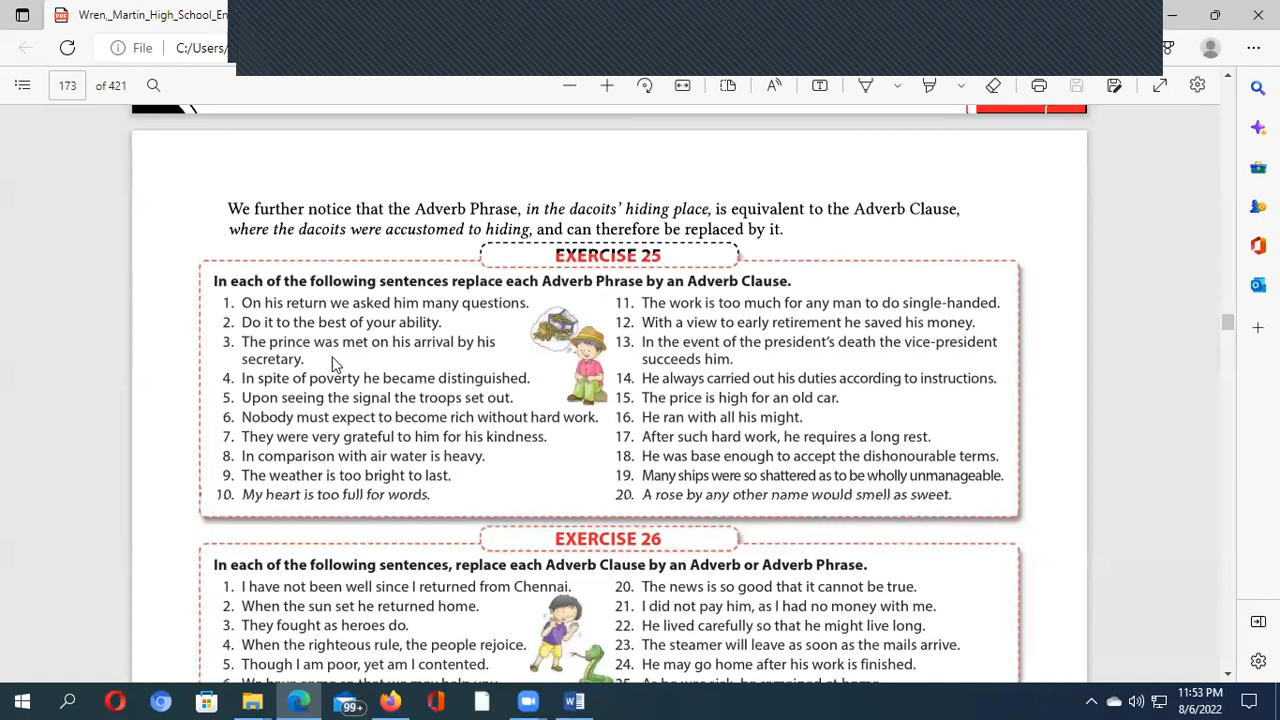 Min High_School_En
File
C:/Users/
173 of 421
We further notice that the Adverb Phrase, in the dacoits' hiding place, is equivalent to the Adverb Clause,
where the dacoits were accustomed to hiding, and can therefore be replaced by it.
EXERCISE 25
In each of the following sentences replace each Adverb Phrase by an Adverb Clause.
1. On his return we asked him many questions.
2. Do it to the best of your ability.
3. The prince was met on his arrival by his
secretary.
4. In spite of poverty he became distinguished.
5. Upon seeing the signal the troops set out.
6. Nobody must expect to become rich without hard work.
7. They were very grateful to him for his kindness.
8. In comparison with air water is heavy.
9. The weather is too bright to last.
10. My heart is too full for words.
11. The work is too much for any man to do single-handed.
12. With a view to early retirement he saved his money.
13. In the event of the president's death the vice-president
succeeds him.
14. He always carried out his duties according to instructions.
15. The price is high for an old car.
16. He ran with all his might.
17. After such hard work, he requires a long rest.
18. He was base enough to accept the dishonourable terms.
19. Many ships were so shattered as to be wholly unmanageable.
20. A rose by any other name would smell as sweet.
EXERCISE 26
In each of the following sentences, replace each Adverb Clause by an Adverb or Adverb Phrase.
1. I have not been well since I returned from Chennai.
2. When the sun set he returned home.
3. They fought as heroes do.
4. When the righteous rule, the people rejoice.
5. Though I am poor, yet am I contented.
20. The news is so good that it cannot be true.
21. I did not pay him, as I had no money with me.
22. He lived carefully so that he might live long.
23. The steamer will leave as soon as the mails arrive.
24. He may go home after his work is finished.
99+
11:53 PM
8/6/2022